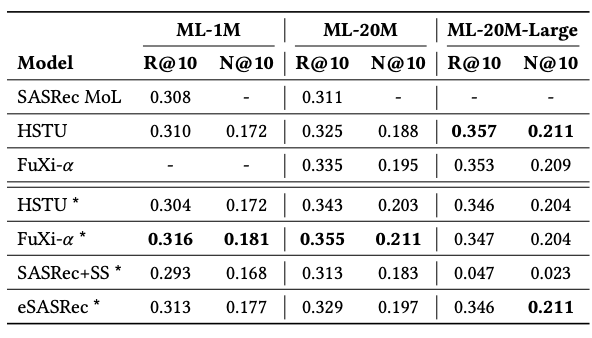 ML-1M ML-20M ML-20M-Large
Model R@10 N@10 R@10 N@10 R@10 N@10
SASRec MoL 0.308 - 0.311 - - -
HSTU 0.310 0.172 0.325 0.188 0.357 0.211
FuXi-α - - 0.335 0.195 0.353 0.209
HSTU * 0.304 0.172 0.343 0.203 0.346 0.204
FuXi-α * 0.316 0.181 0.355 0.211 0.347 0.204
SASRec+SS * 0.293 0.168 0.313 0.183 0.047 0.023
eSASRec * 0.313 0.177 0.329 0.197 0.346 0.211